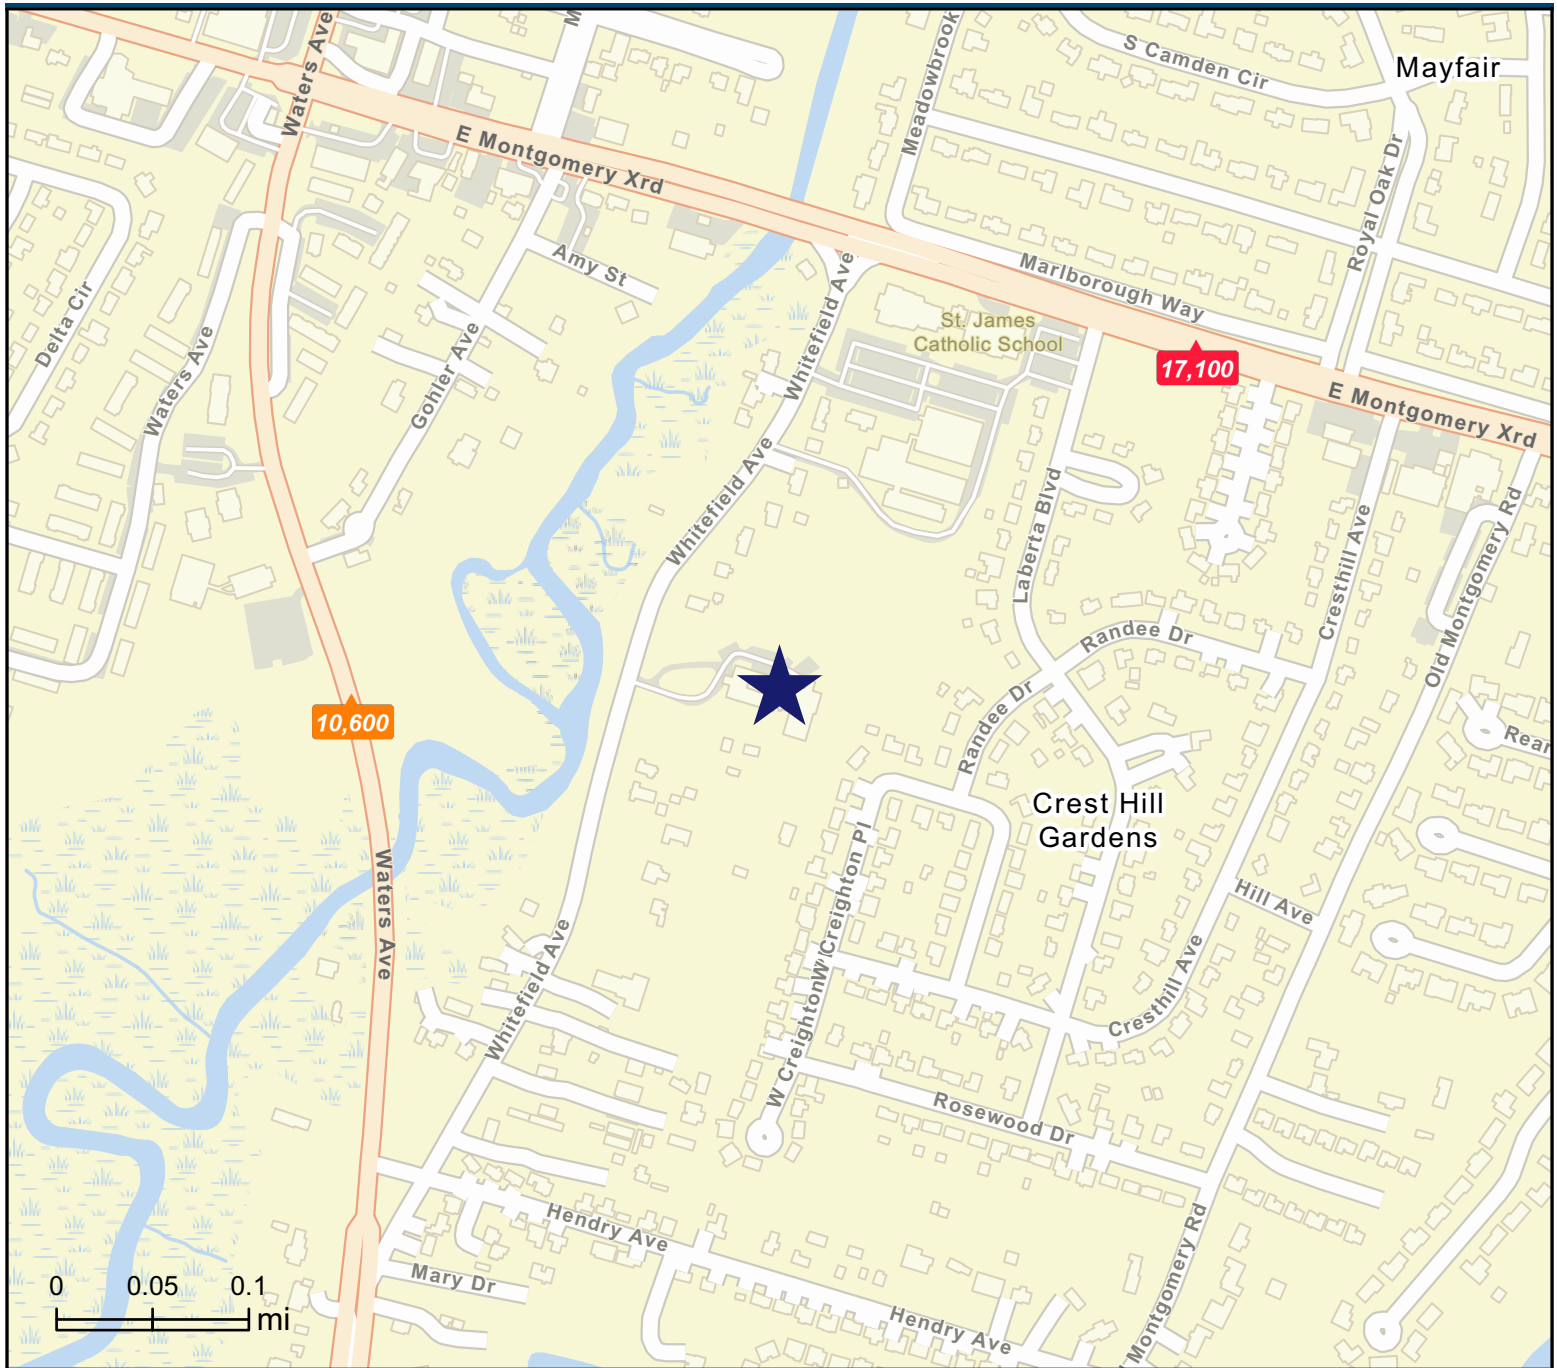 Waters Ave
M
E Montgomery Xrd
Meadowbrook
S Camden Cir
Mayfair
Royal Oak Dr
Amy St
Marlborough Way
Delta Cir
Waters Ave
Gohler Ave
Whitefield Ave
St. James
Catholic School
17,100
E Montgomery Xrd
Whitefield Ave
Laberta Blvd
Cresthill Ave
Old Montgomery Rd
Randee Dr
Randee Dr
10,600
Rear
Crest Hill
Gardens
W Creighton Pl
Waters Ave
Hill Ave
Whitefield Ave
Cresthill Ave
W Creighton
Rosewood Dr
Hendry Ave
Mary Dr
Hendry Ave
Montgomery Rd
0 0.05 0.1
mi